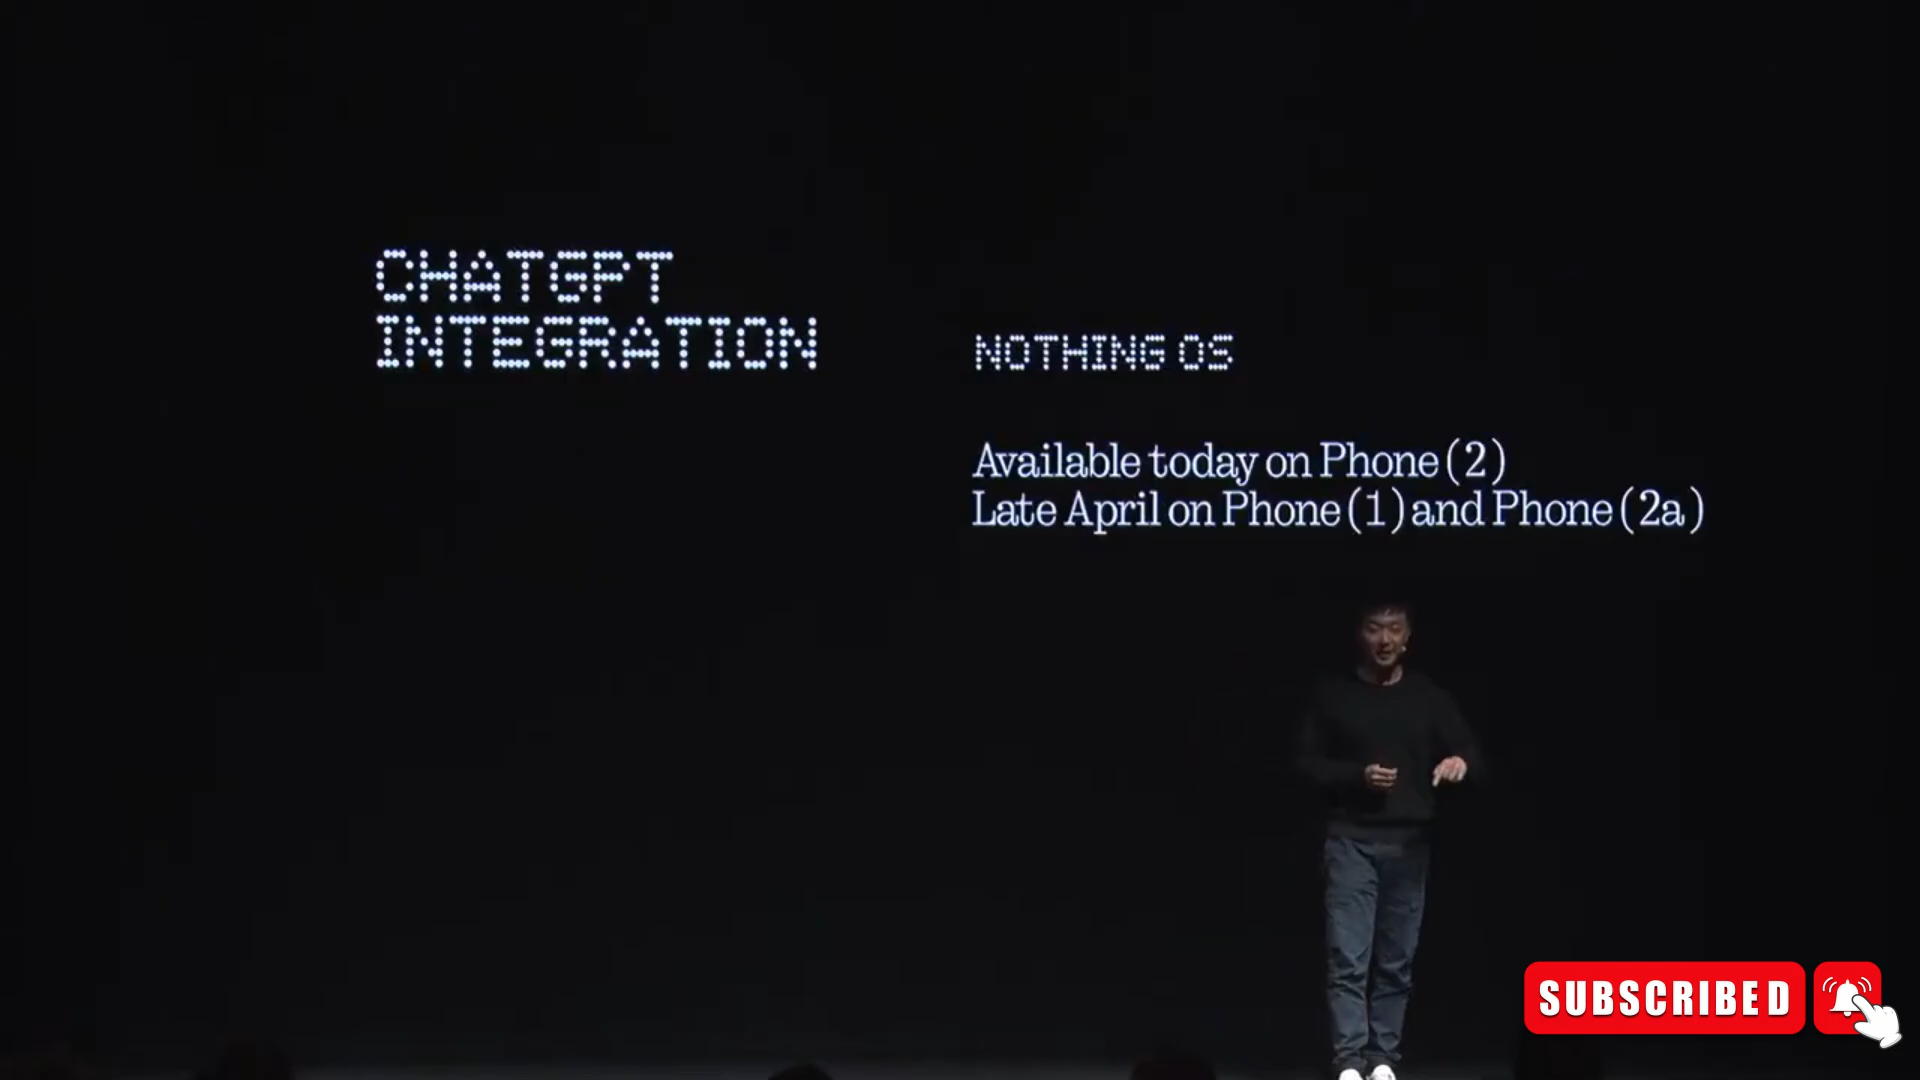 CHATGPT
INTEGRATION
NOTHING OS
Available today on Phone (2)
Late April on Phone (1) and Phone (2a)
SUBSCRIBED